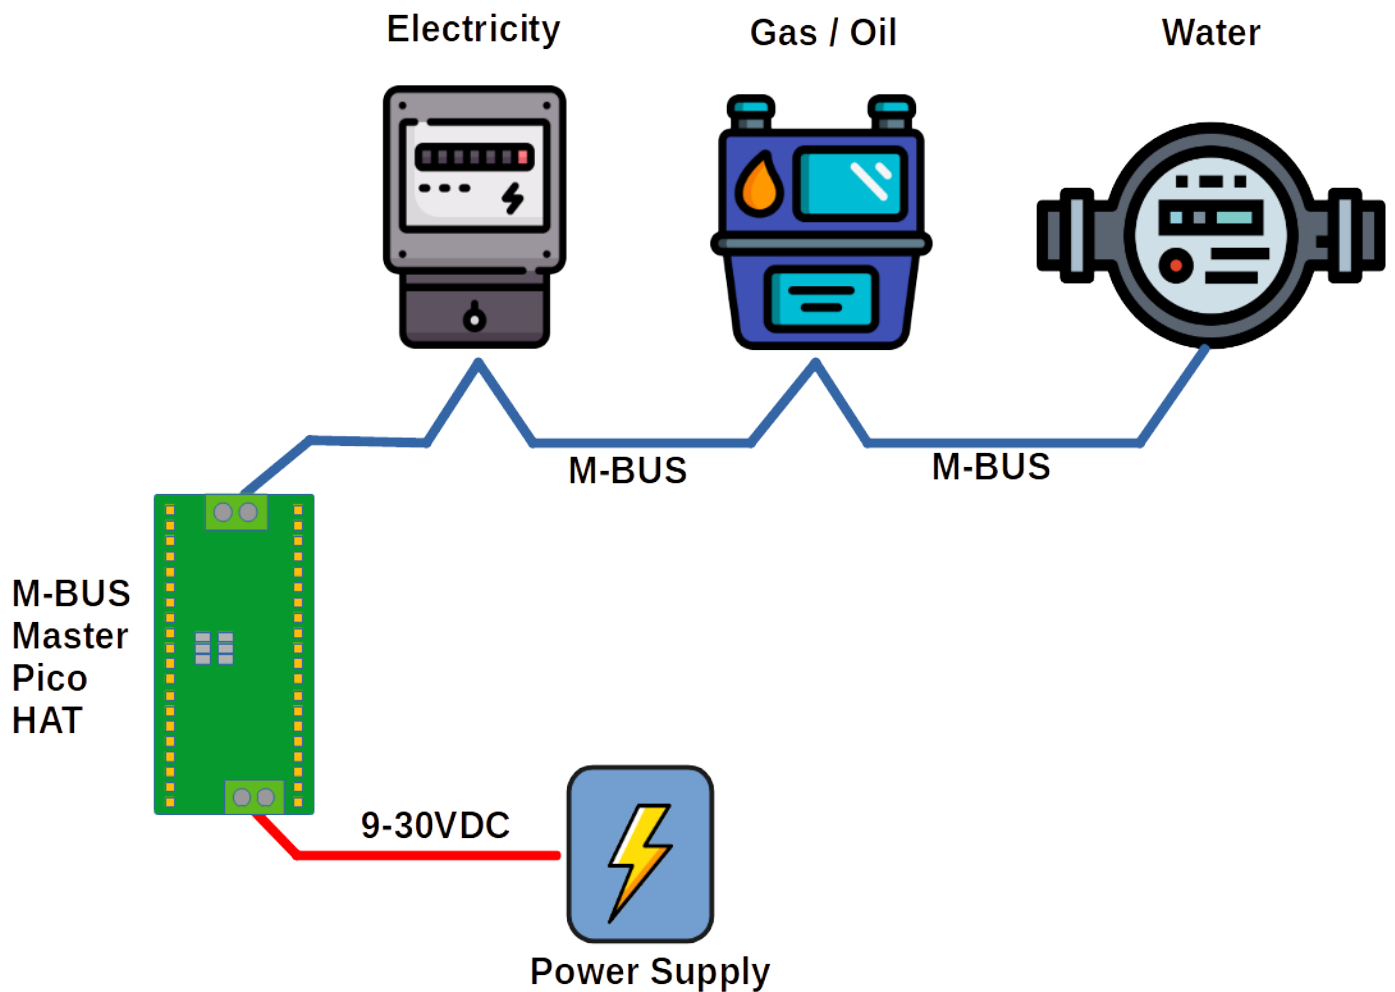 Electricity
Gas / Oil
Water
M-BUS
M-BUS
M-BUS
Master
Pico
HAT
9-30VDC
Power Supply